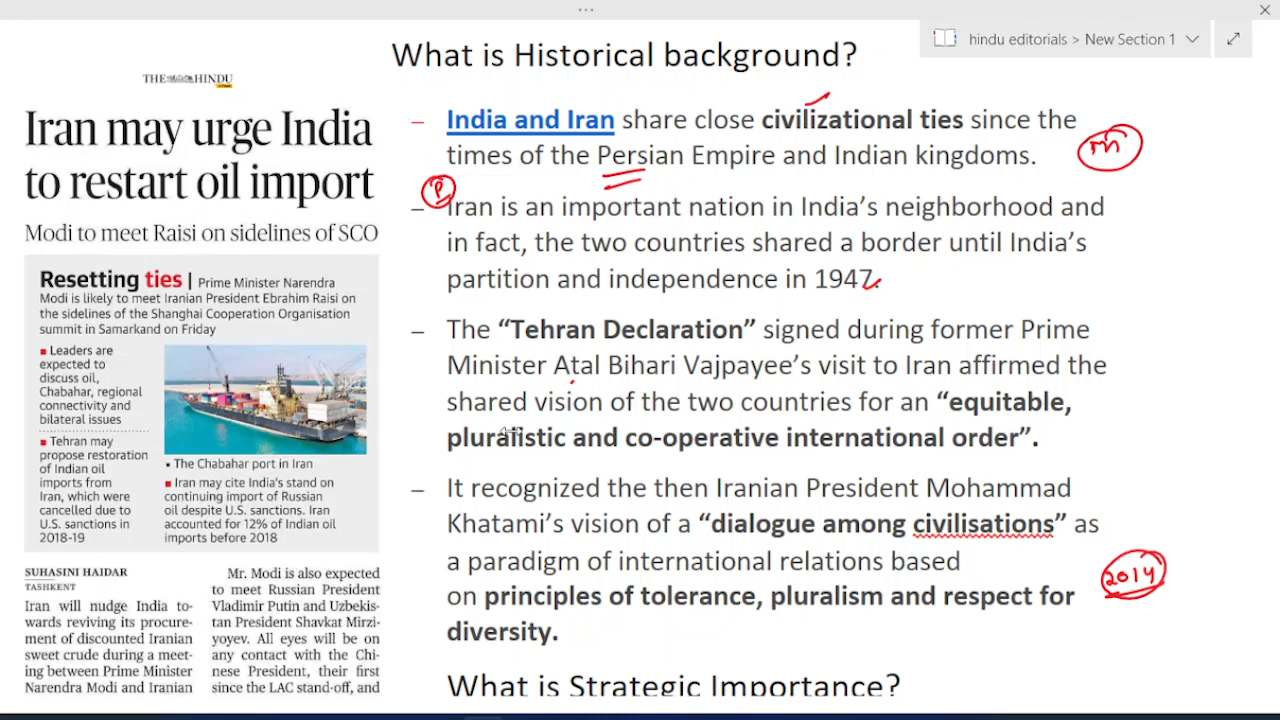 hindu editorials > New Section 1
THE HINDU
Iran may urge India
to restart oil import
Modi to meet Raisi on sidelines of SCO
Resetting ties | Prime Minister Narendra
Modi is likely to meet Iranian President Ebrahim Raisi on
the sidelines of the Shanghai Cooperation Organisation
summit in Samarkand on Friday
■ Leaders are
expected to
discuss oil,
Chabahar, regional
connectivity and
bilateral issues
■ Tehran may
propose restoration
of Indian oil
imports from
Iran, which were
cancelled due to
U.S. sanctions in
2018-19
• The Chabahar port in Iran
■ Iran may cite India's stand on
continuing import of Russian
oil despite U.S. sanctions. Iran
accounted for 12% of Indian oil
imports before 2018
SUHASINI HAIDAR
TASHKENT
Iran will nudge India to-
wards reviving its procure-
ment of discounted Iranian
sweet crude during a meet-
ing between Prime Minister
Narendra Modi and Iranian
Mr. Modi is also expected
to meet Russian President
Vladimir Putin and Uzbekis-
tan President Shavkat Mirzi-
yoyev. All eyes will be on
any contact with the Chi-
nese President, their first
since the LAC stand-off, and
What is Historical background?
– India and Iran share close civilizational ties since the
times of the Persian Empire and Indian kingdoms.
m
P
– Iran is an important nation in India's neighborhood and
in fact, the two countries shared a border until India's
partition and independence in 1947.
– The “Tehran Declaration” signed during former Prime
Minister Atal Bihari Vajpayee's visit to Iran affirmed the
shared vision of the two countries for an “equitable,
pluralistic and co-operative international order”.
– It recognized the then Iranian President Mohammad
Khatami's vision of a “dialogue among civilisations” as
a paradigm of international relations based
on principles of tolerance, pluralism and respect for
diversity.
2014
What is Strategic Importance?